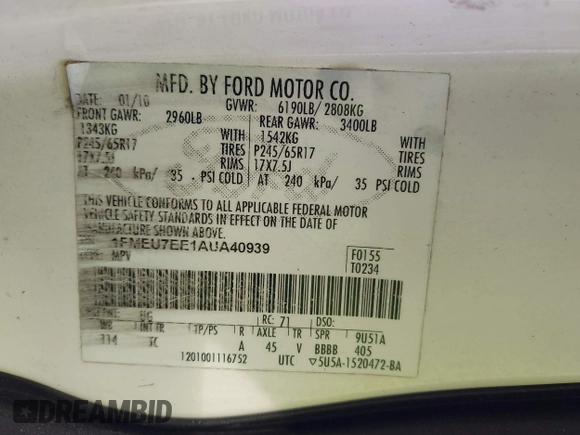 MFD. BY FORD MOTOR CO.
DATE: 01/10 GVWR: 6190LB/ 2808KG
FRONT GAWR: 2960LB REAR GAWR: 3400LB
1343KG WITH 1542KG WITH
P245/65R17 TIRES P245/65R17 TIRES
17X7.5J RIMS 17X7.5J RIMS
AT 240 kPa/ 35 PSI COLD AT 240 kPa/ 35 PSI COLD
THIS VEHICLE CONFORMS TO ALL APPLICABLE FEDERAL MOTOR
VEHICLE SAFETY STANDARDS IN EFFECT ON THE DATE OF
MANUFACTURE SHOWN ABOVE.
1FMEU7EE1AUA40939 F0155
MPV T0234
RC: 71 DSO:
WB INT TR TP/PS R AXLE TR SPR 9U51A
114 A 45 V BBBB 405
1201001116752 UTC ▽5U5A-1520472-BA
AUTOBIDMASTER